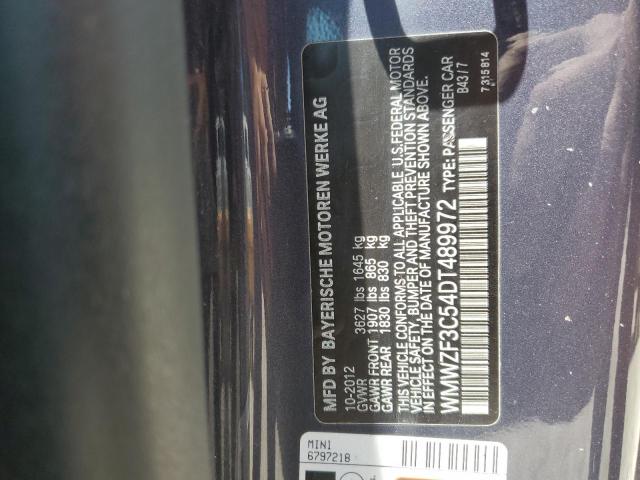 MFD BY BAYERISCHE MOTOREN WERKE AG
10-2012
GVWR 3627 lbs 1645 kg
GAWR FRONT 1907 lbs 865 kg
GAWR REAR 1830 lbs 830 kg
THIS VEHICLE CONFORMS TO ALL APPLICABLE U.S. FEDERAL MOTOR
VEHICLE SAFETY, BUMPER AND THEFT PREVENTION STANDARDS
IN EFFECT ON THE DATE OF MANUFACTURE SHOWN ABOVE.
WMWZF3C54DT489972 TYPE: PASSENGER CAR
B43/7
7 315 814
MINI
6797218